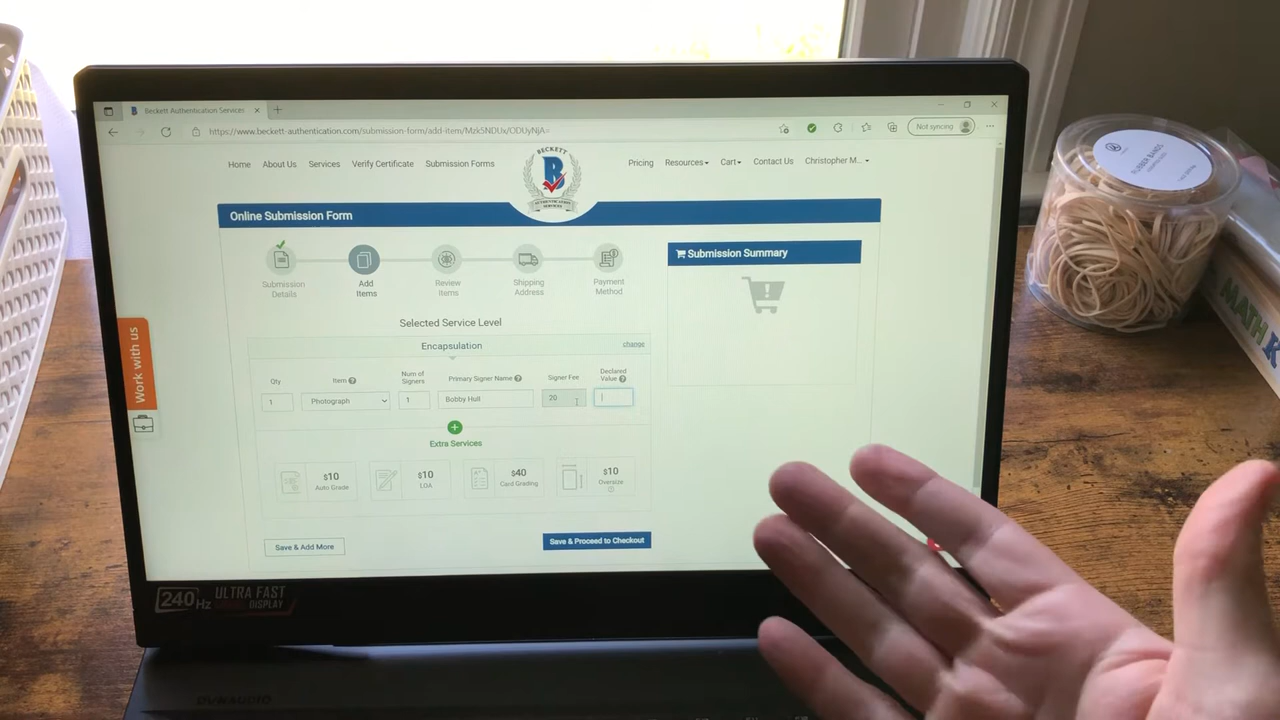 Beckett Authentication Services
https://www.beckett-authentication.com/submission-form/add-item/Mzk5NDUx/ODUyNjA=
Not syncing
Home About Us Services Verify Certificate Submission Forms
BECKETT
B
AUTHENTICATION
SERVICES
Pricing Resources Cart Contact Us Christopher M...
Online Submission Form
Submission Details
Add Items
Review Items
Shipping Address
Payment Method
Submission Summary
Selected Service Level
Encapsulation change
Qty Item Num of Signers Primary Signer Name Signer Fee Declared Value
1 Photograph 1 Bobby Hull 20
Extra Services
$10 Auto Grade
$10 LOA
$40 Card Grading
$10 Oversize
Save & Add More
Save & Proceed to Checkout
Work with us
240Hz ULTRA FAST DISPLAY
DYNAUDIO
RUBBER BANDS
MATH